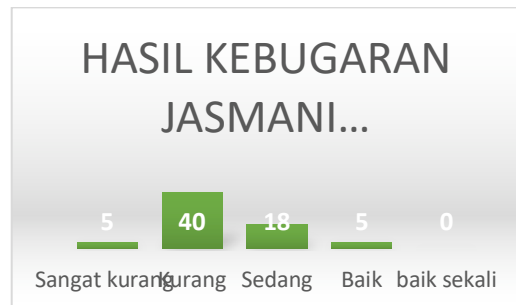 HASIL KEBUGARAN
JASMANI...
5 40 18 5 0
Sangat kurang Kurang Sedang Baik baik sekali